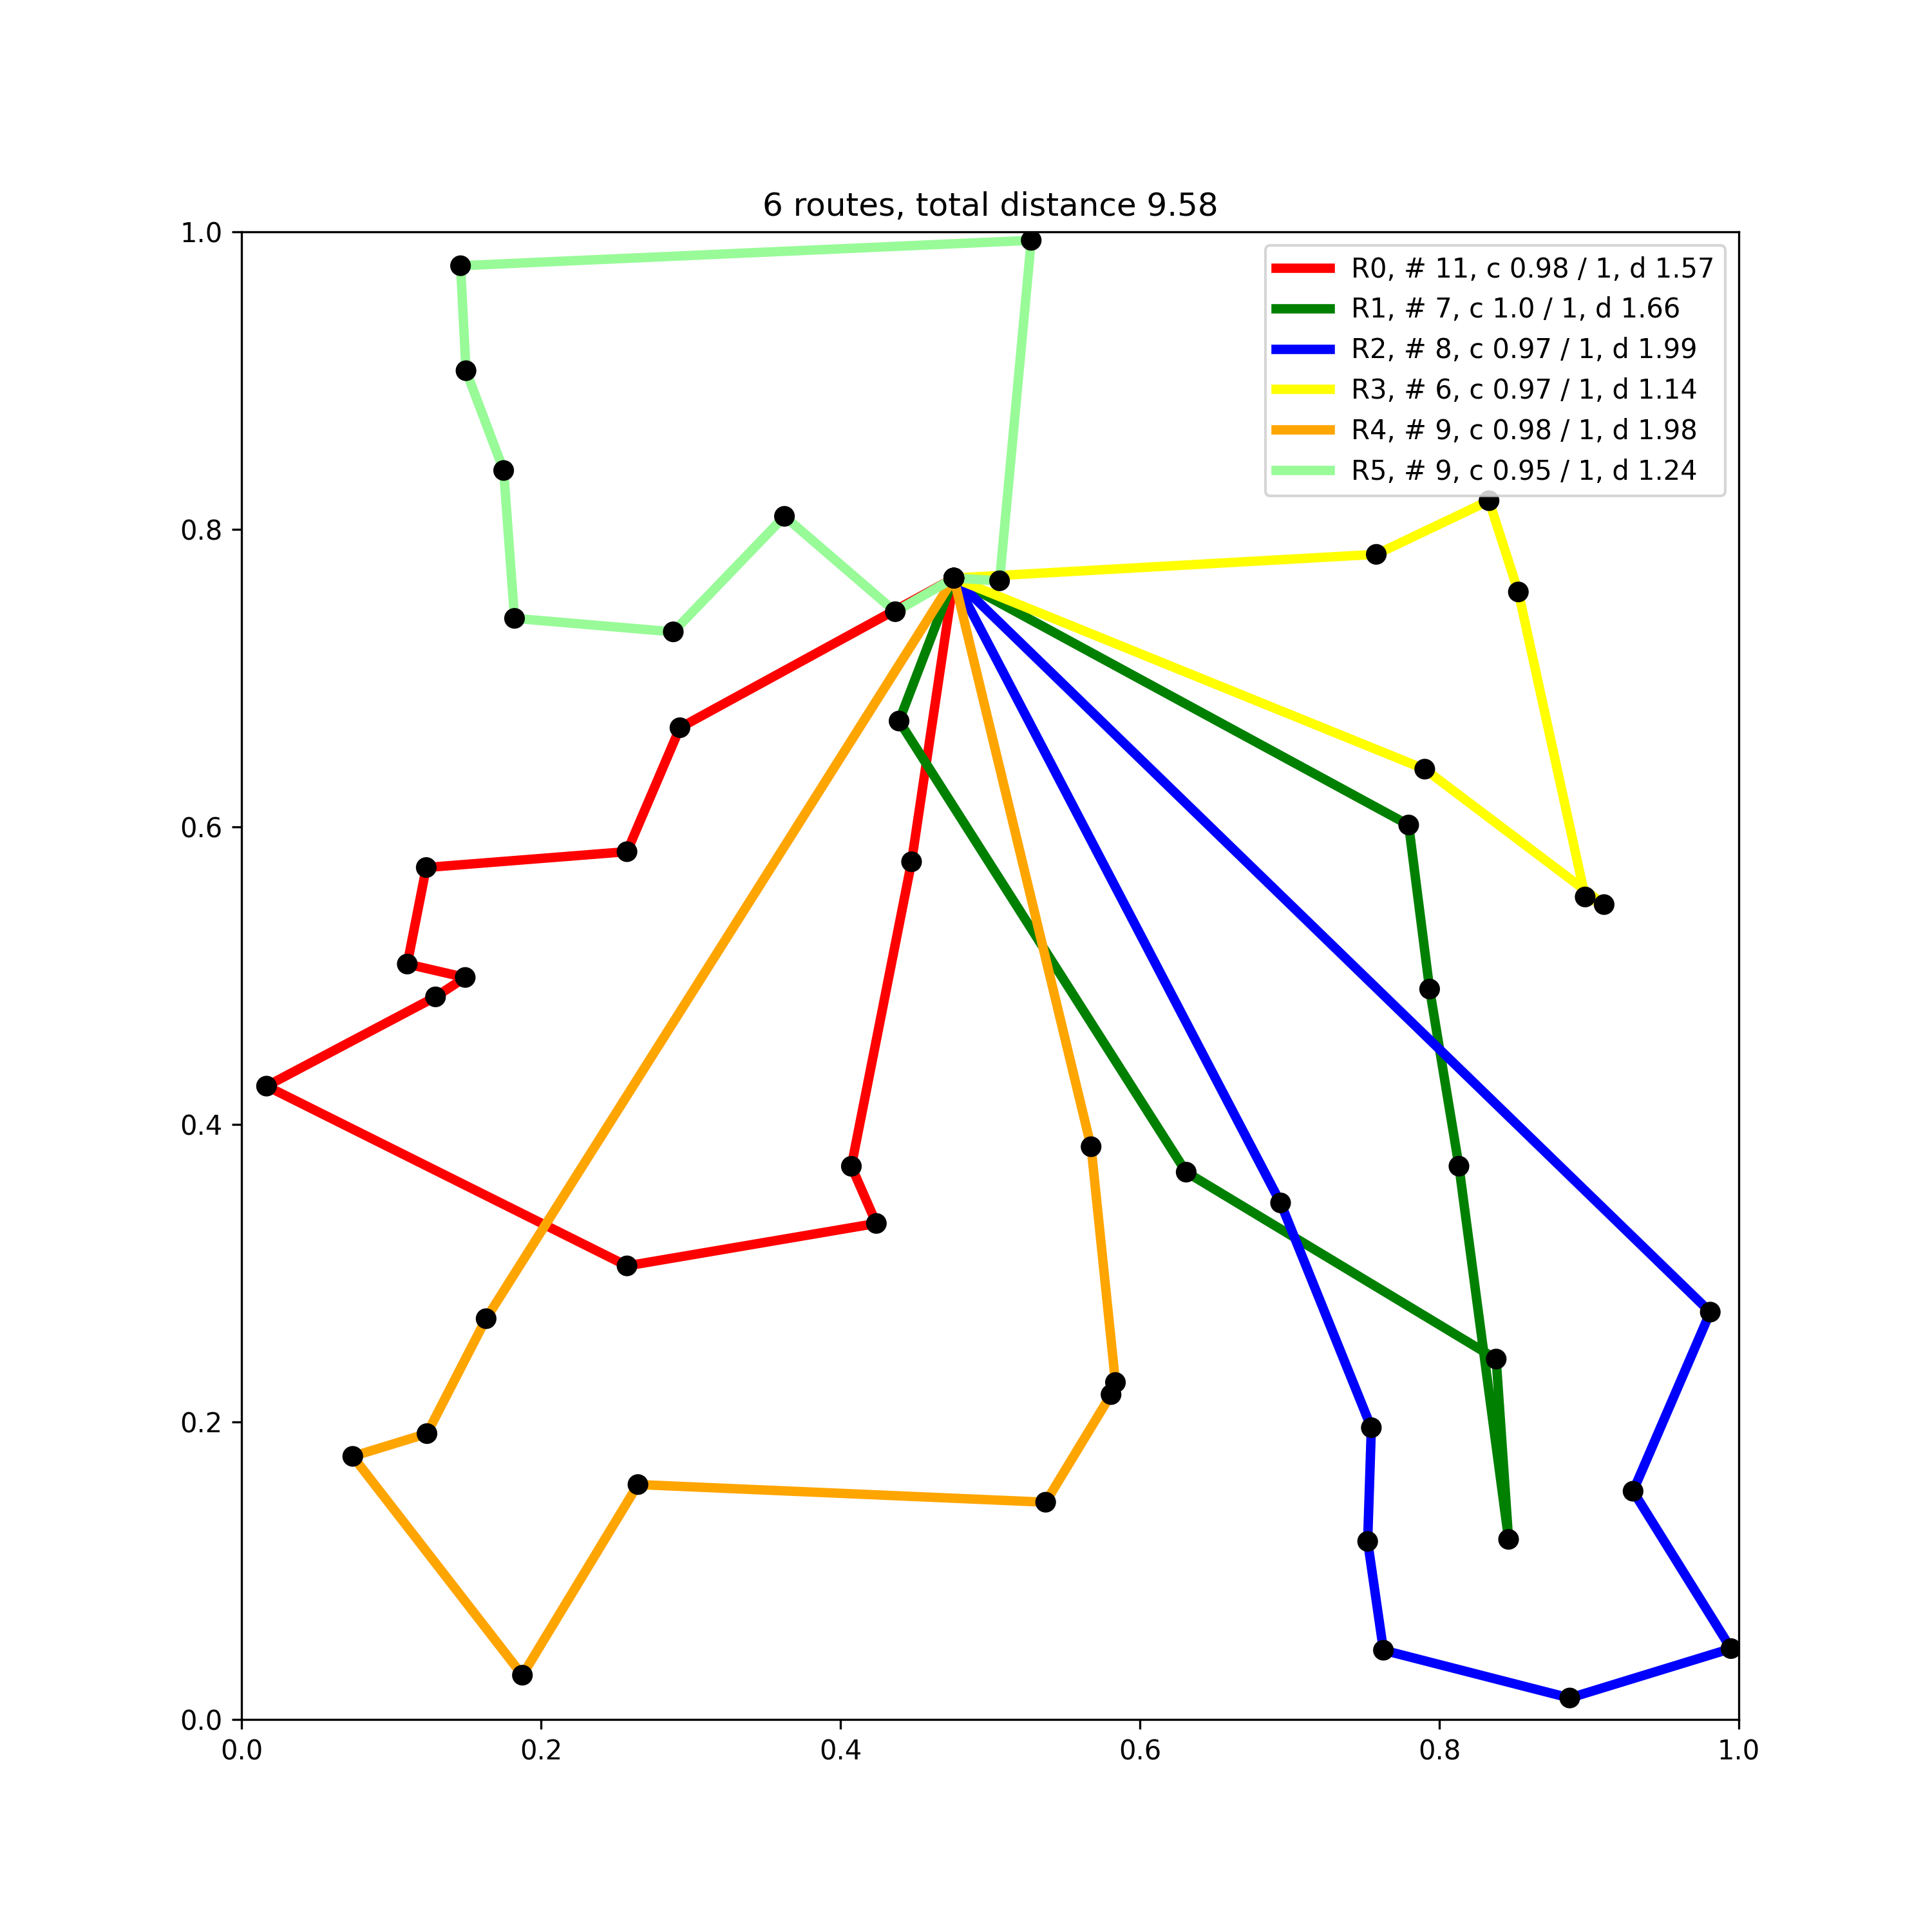 6 routes, total distance 9.58
R0, # 11, c 0.98 / 1, d 1.57
R1, # 7, c 1.0 / 1, d 1.66
R2, # 8, c 0.97 / 1, d 1.99
R3, # 6, c 0.97 / 1, d 1.14
R4, # 9, c 0.98 / 1, d 1.98
R5, # 9, c 0.95 / 1, d 1.24
1.0
0.8
0.6
0.4
0.2
0.0
0.0 0.2 0.4 0.6 0.8 1.0